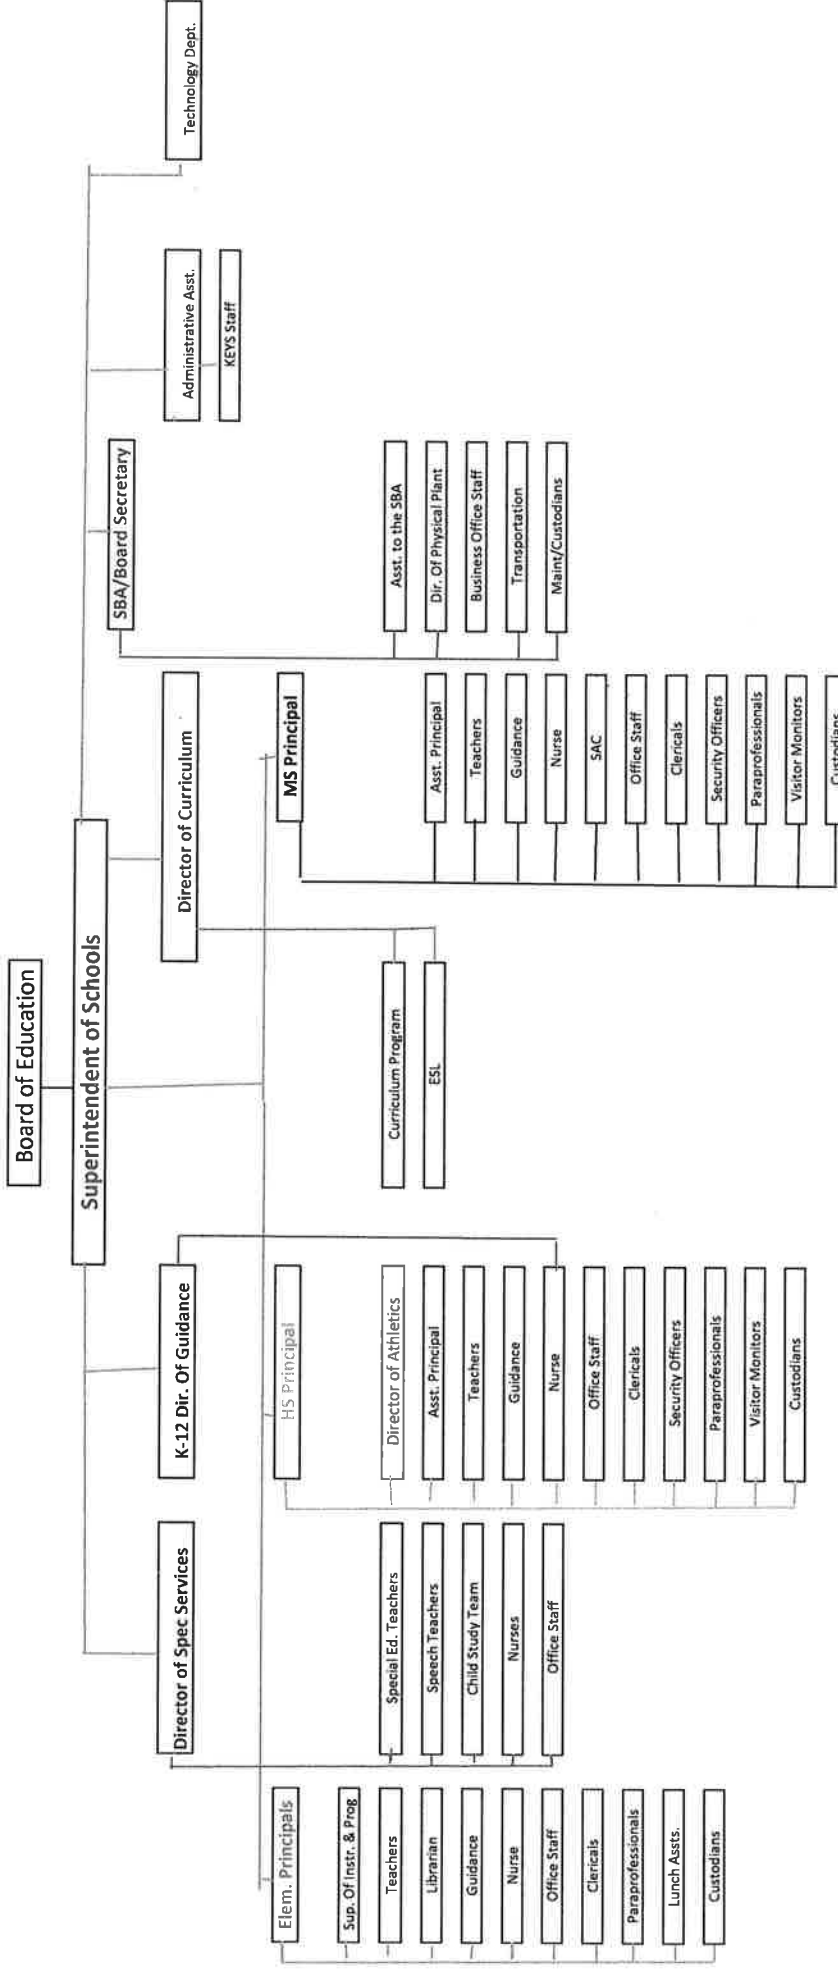 Board of Education
Superintendent of Schools
Director of Spec Services
K-12 Dir. Of Guidance
Director of Curriculum
SBA/Board Secretary
Administrative Asst.
KEYS Staff
Technology Dept.
Elem. Principals
Sup. Of Instr. & Prog
Teachers
Librarian
Guidance
Nurse
Office Staff
Clericals
Paraprofessionals
Lunch Assts.
Custodians
Special Ed. Teachers
Speech Teachers
Child Study Team
Nurses
Office Staff
HS Principal
Director of Athletics
Asst. Principal
Teachers
Guidance
Nurse
Office Staff
Clericals
Security Officers
Paraprofessionals
Visitor Monitors
Custodians
Curriculum Program
ESL
MS Principal
Asst. Principal
Teachers
Guidance
Nurse
SAC
Office Staff
Clericals
Security Officers
Paraprofessionals
Visitor Monitors
Custodians
Asst. to the SBA
Dir. Of Physical Plant
Business Office Staff
Transportation
Maint/Custodians